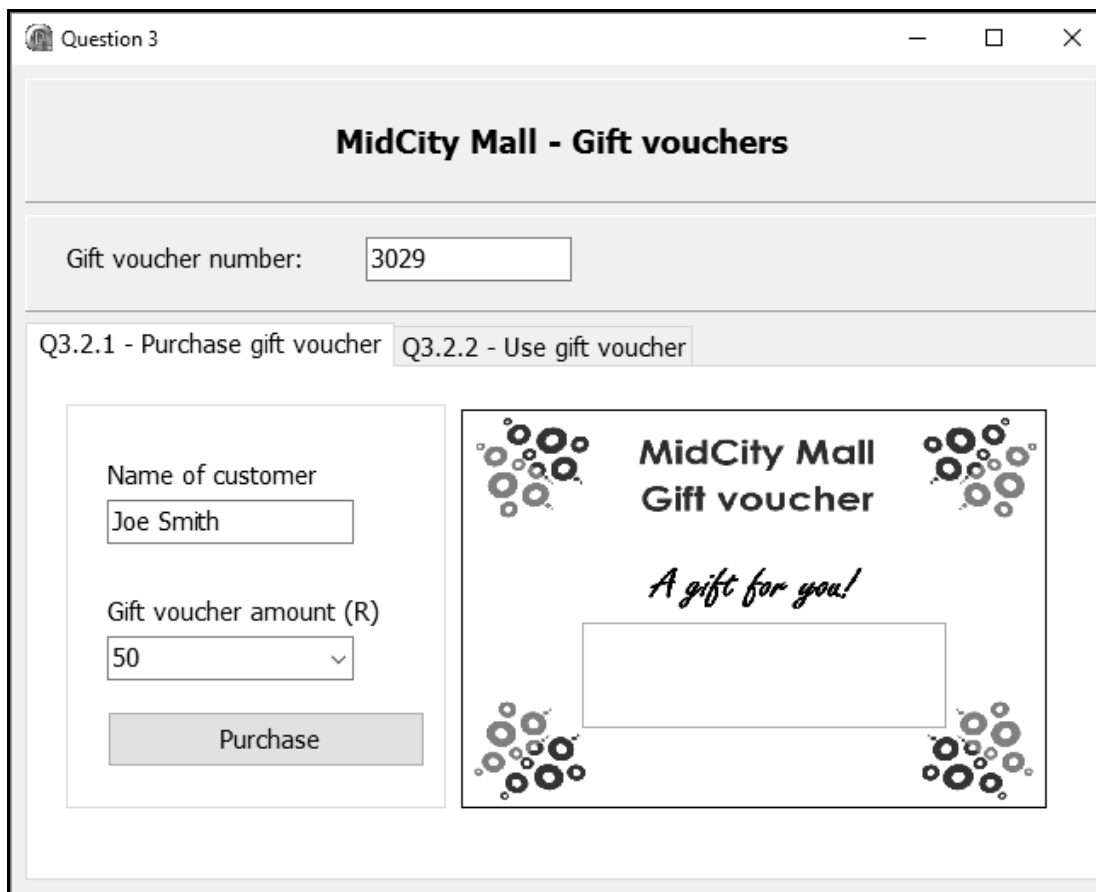 Question 3
MidCity Mall - Gift vouchers
Gift voucher number:
3029
Q3.2.1 - Purchase gift voucher
Q3.2.2 - Use gift voucher
Name of customer
Joe Smith
Gift voucher amount (R)
50
Purchase
MidCity Mall
Gift voucher
A gift for you!